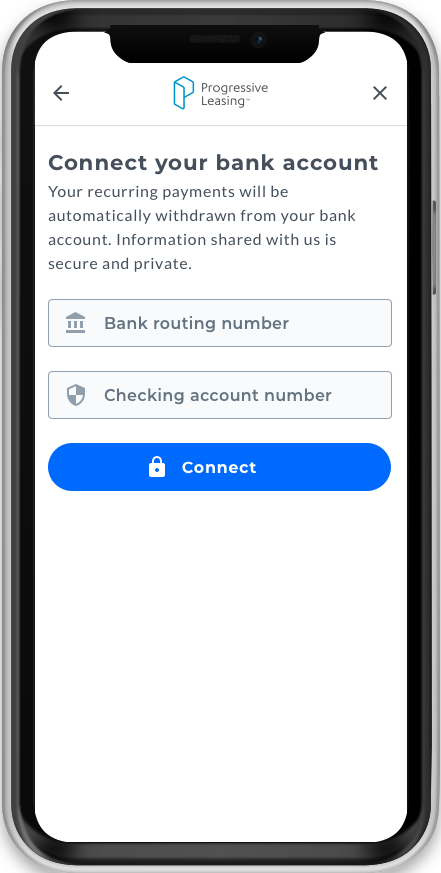 Progressive
Leasing™
Connect your bank account
Your recurring payments will be
automatically withdrawn from your bank
account. Information shared with us is
secure and private.
Bank routing number
Checking account number
Connect